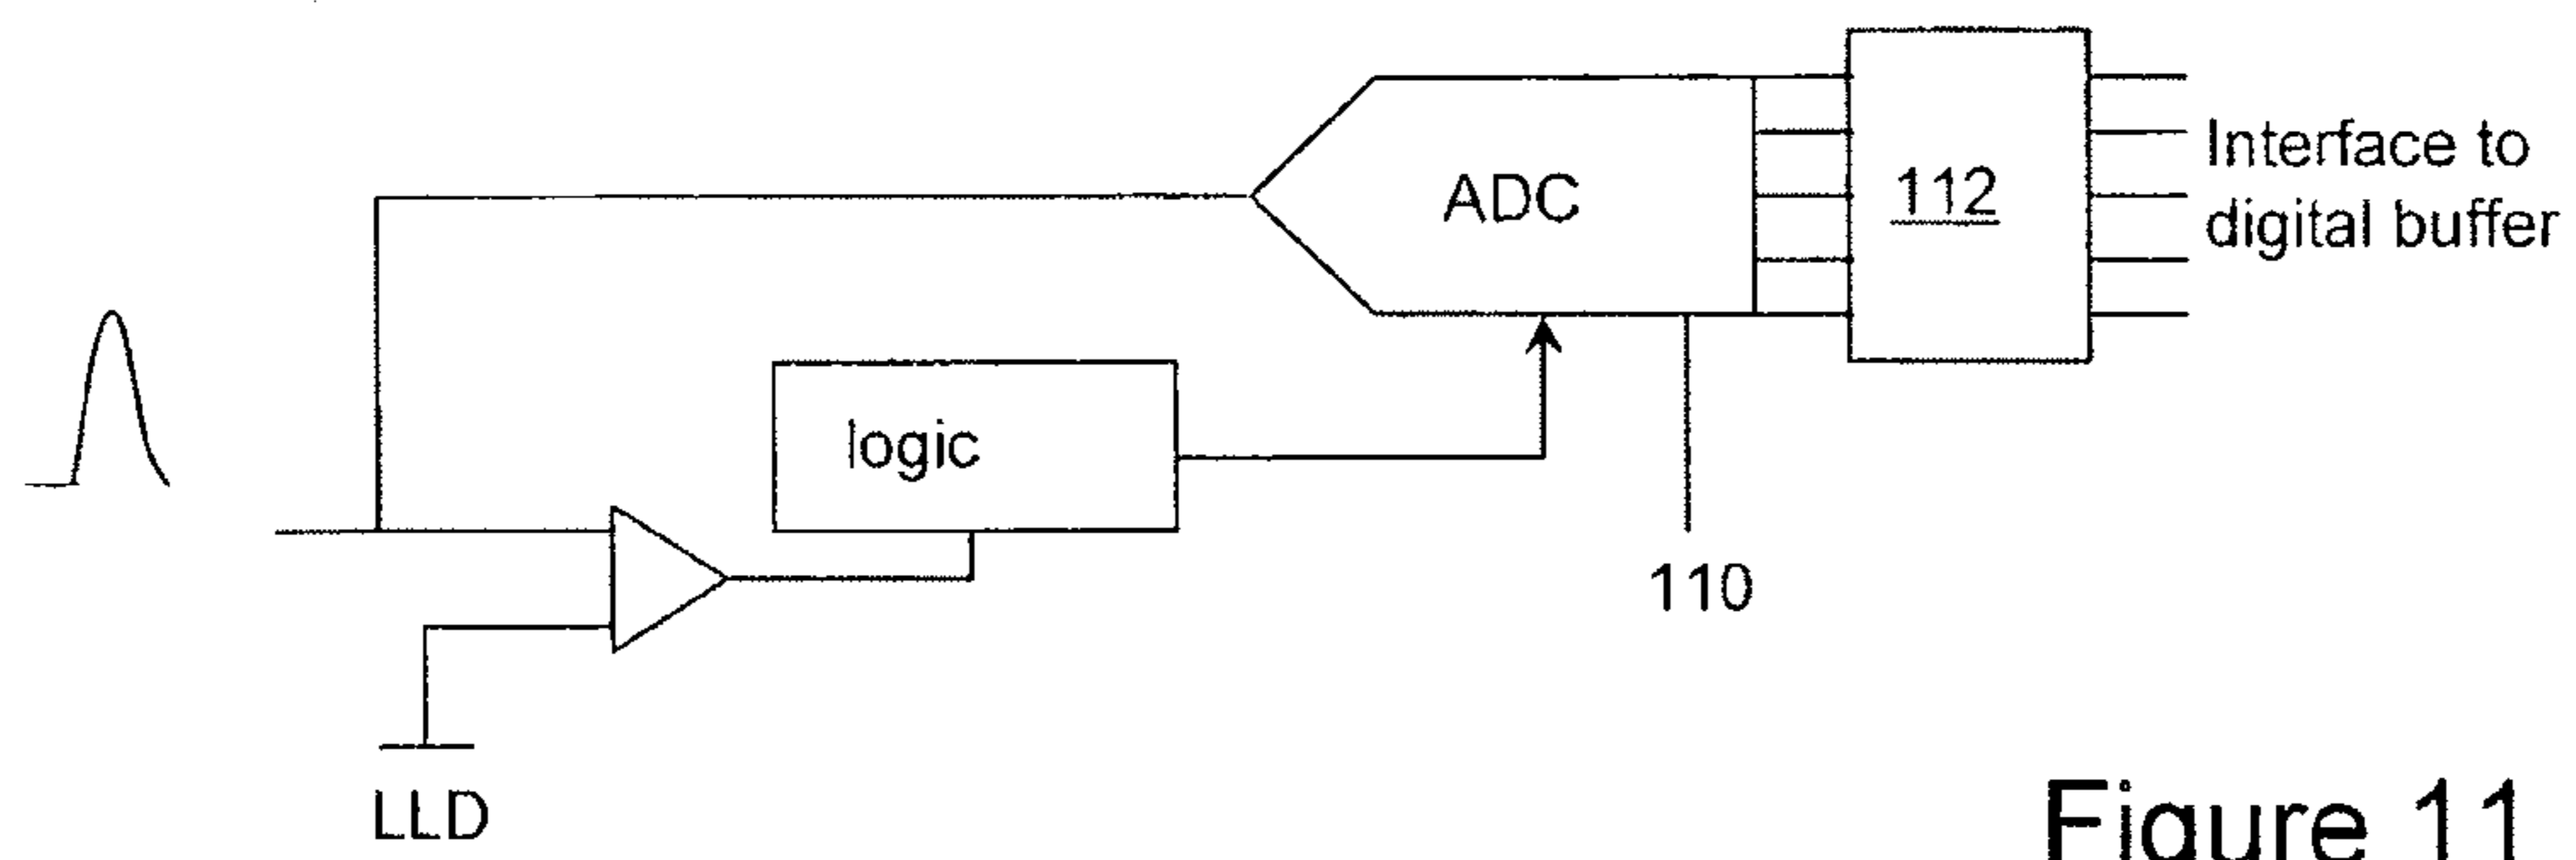 ADC
112
Interface to
digital buffer
logic
110
LLD
Figure 11